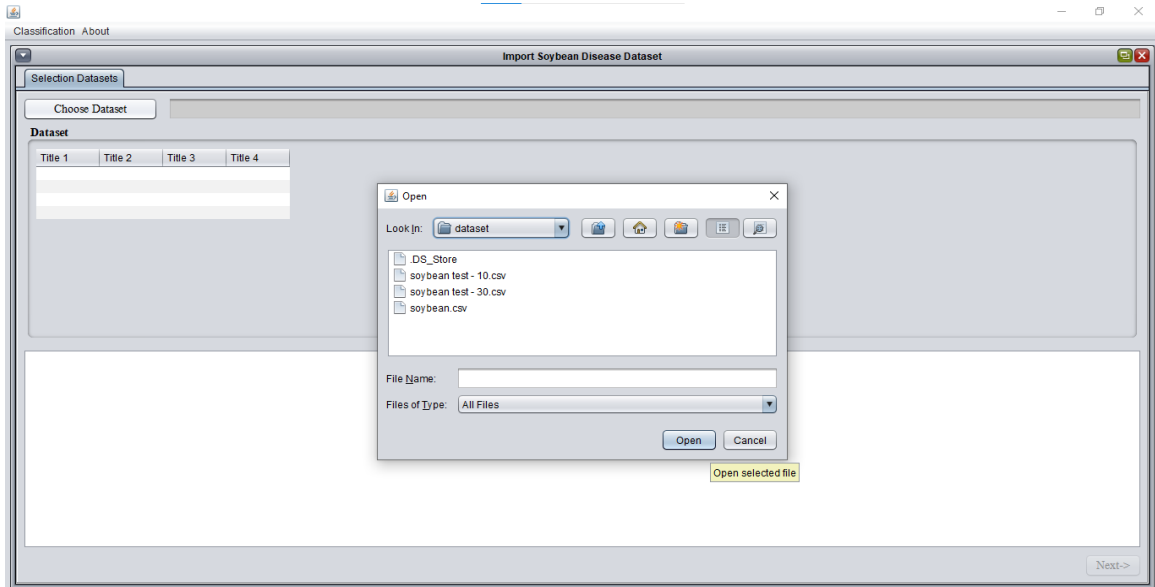 Classification About
Import Soybean Disease Dataset
Selection Datasets
Choose Dataset
Dataset
Title 1 Title 2 Title 3 Title 4
Open
Look In: dataset
.DS_Store
soybean test - 10.csv
soybean test - 30.csv
soybean.csv
File Name:
Files of Type: All Files
Open Cancel
Open selected file
Next->